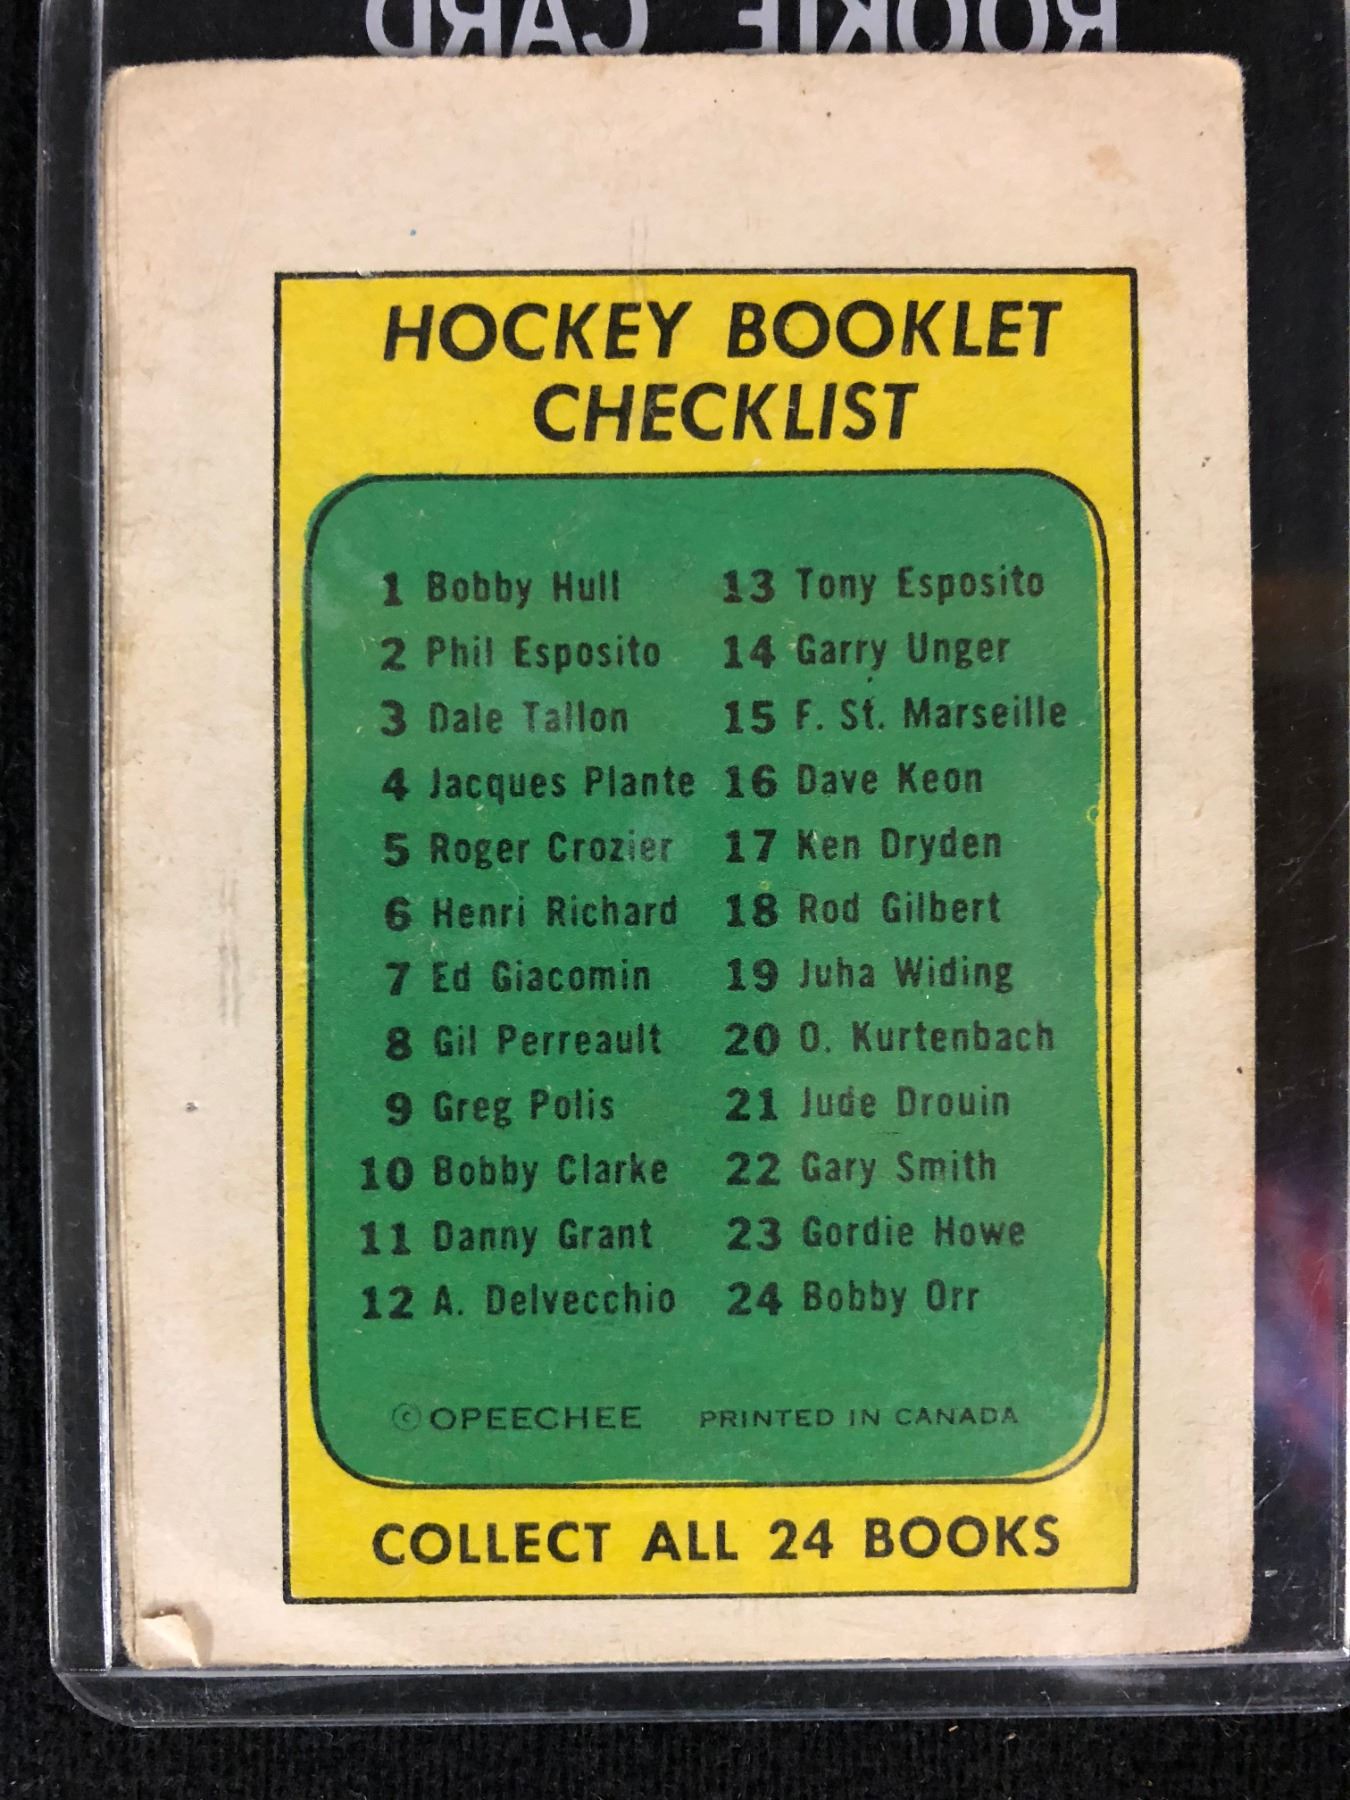 ROOKIE CARD
HOCKEY BOOKLET
CHECKLIST
1 Bobby Hull
2 Phil Esposito
3 Dale Tallon
4 Jacques Plante
5 Roger Crozier
6 Henri Richard
7 Ed Giacomin
8 Gil Perreault
9 Greg Polis
10 Bobby Clarke
11 Danny Grant
12 A. Delvecchio
13 Tony Esposito
14 Garry Unger
15 F. St. Marseille
16 Dave Keon
17 Ken Dryden
18 Rod Gilbert
19 Juha Widing
20 O. Kurtenbach
21 Jude Drouin
22 Gary Smith
23 Gordie Howe
24 Bobby Orr
© OPEECHEE PRINTED IN CANADA
COLLECT ALL 24 BOOKS